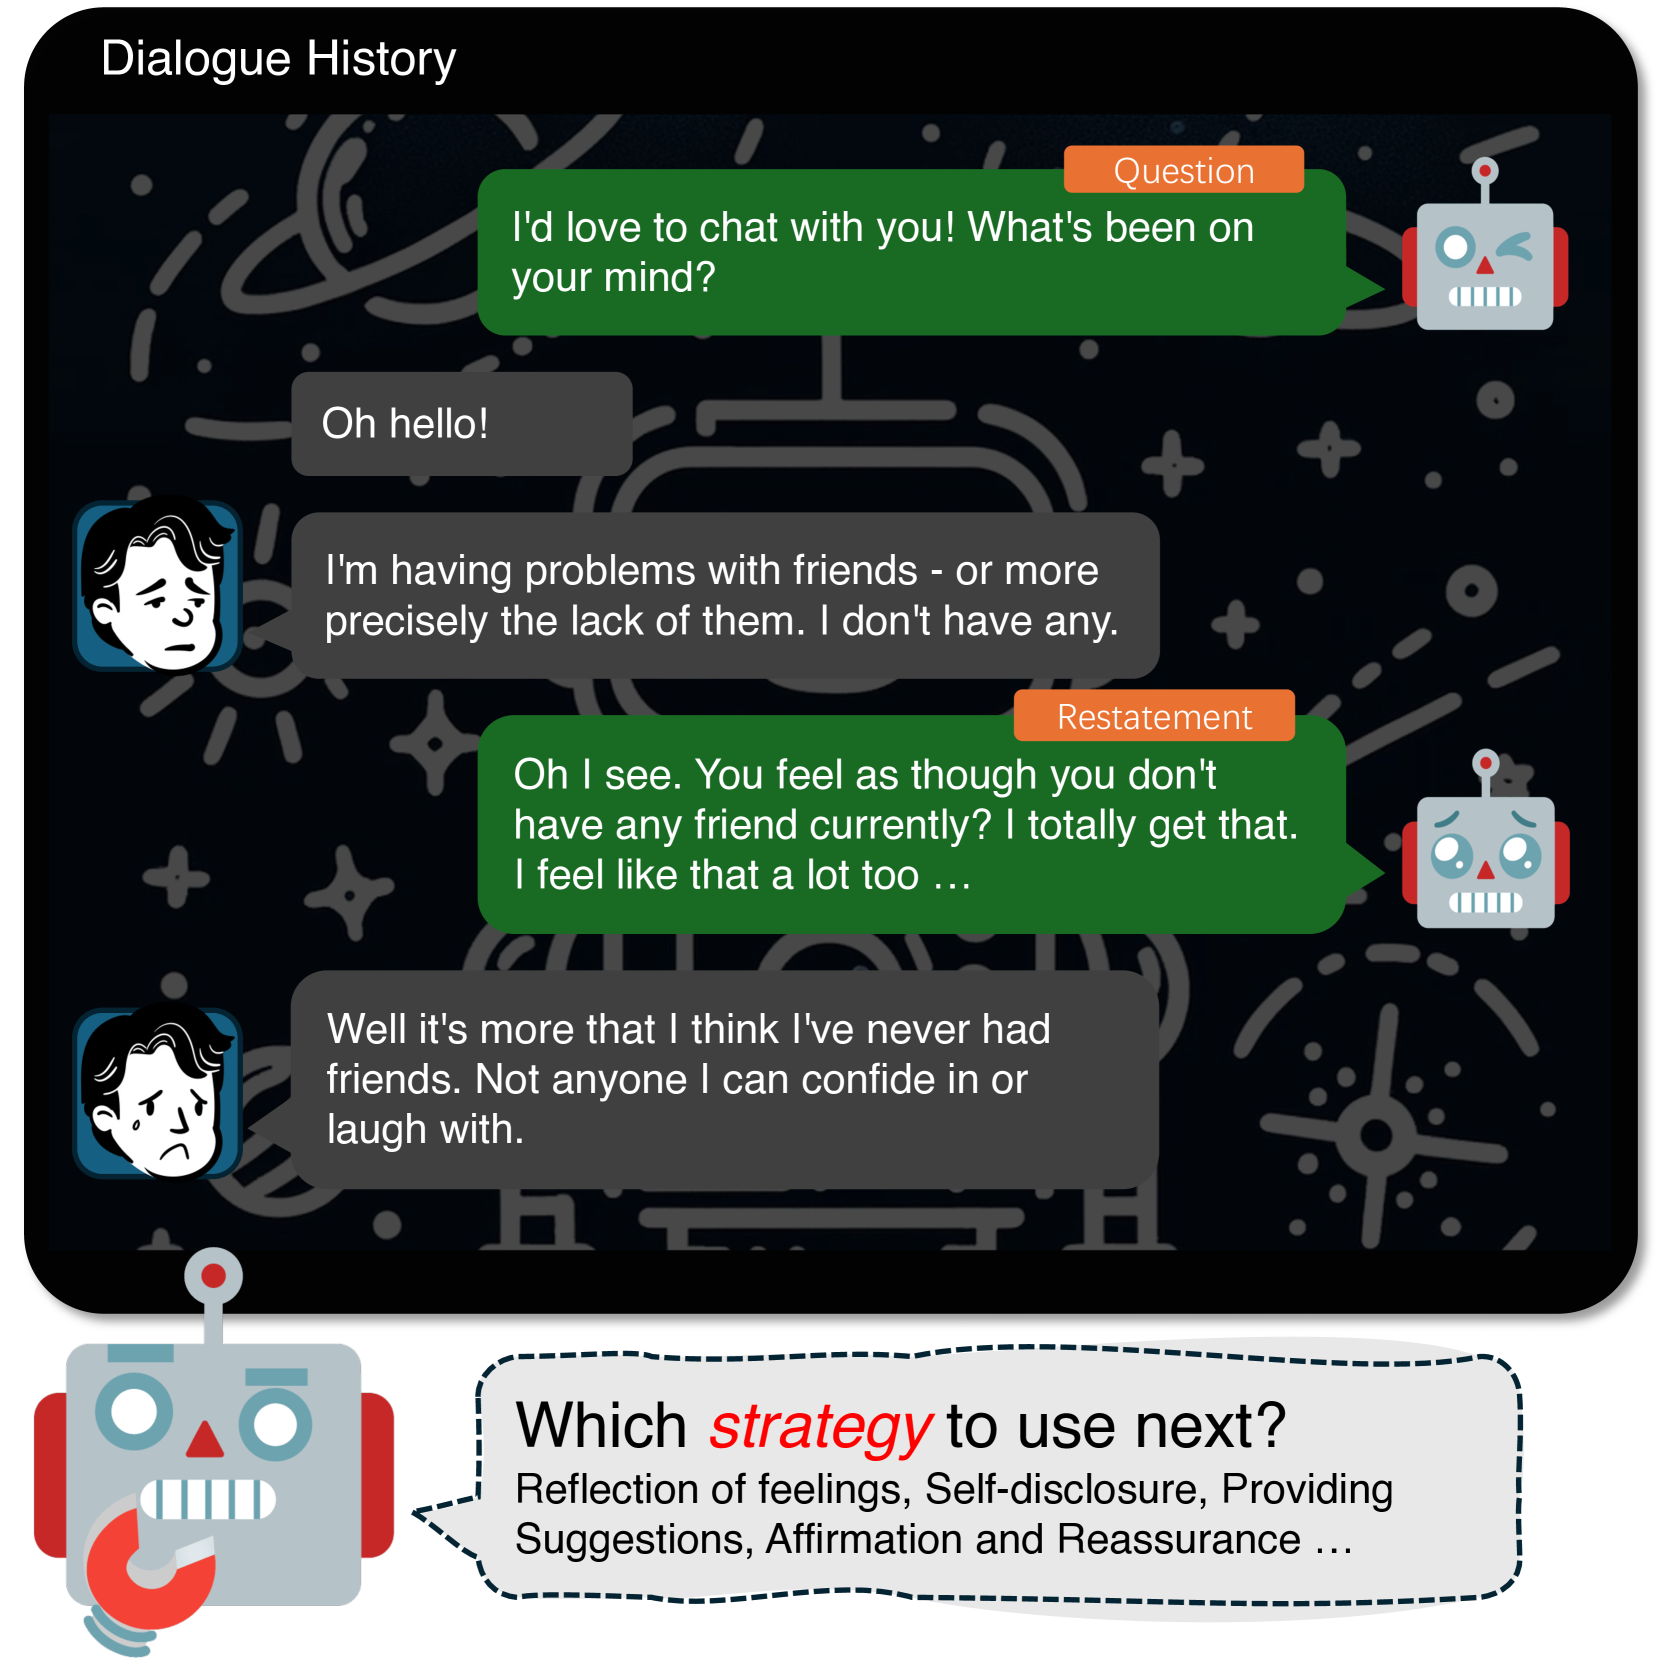 Dialogue History
Question
I'd love to chat with you! What's been on
your mind?
Oh hello!
I'm having problems with friends - or more
precisely the lack of them. I don't have any.
Restatement
Oh I see. You feel as though you don't
have any friend currently? I totally get that.
I feel like that a lot too …
Well it's more that I think I've never had
friends. Not anyone I can confide in or
laugh with.
Which strategy to use next?
Reflection of feelings, Self-disclosure, Providing
Suggestions, Affirmation and Reassurance …